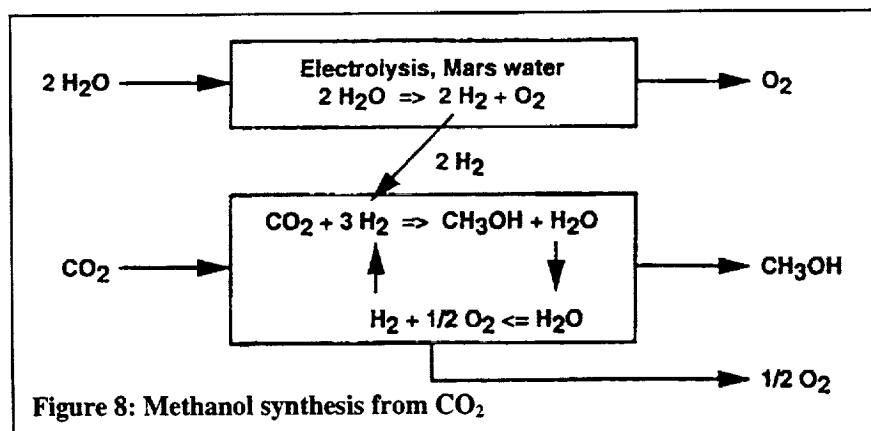 Electrolysis, Mars water
2 H₂O 2 H₂O => 2 H₂ + O₂ O₂
2 H₂
CO₂ + 3 H₂ => CH₃OH + H₂O
CO₂ CH₃OH
H₂ + 1/2 O₂ <= H₂O
1/2 O₂
Figure 8: Methanol synthesis from CO₂